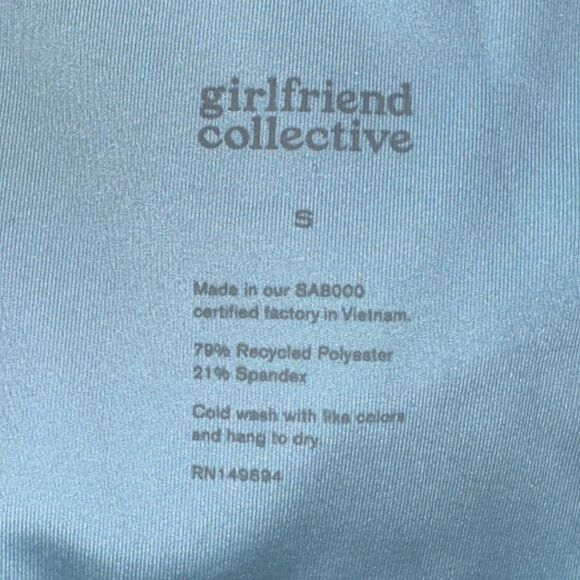 girlfriend
collective
S
Made in our SA8000
certified factory in Vietnam.
79% Recycled Polyester
21% Spandex
Cold wash with like colors
and hang to dry.
RN149694